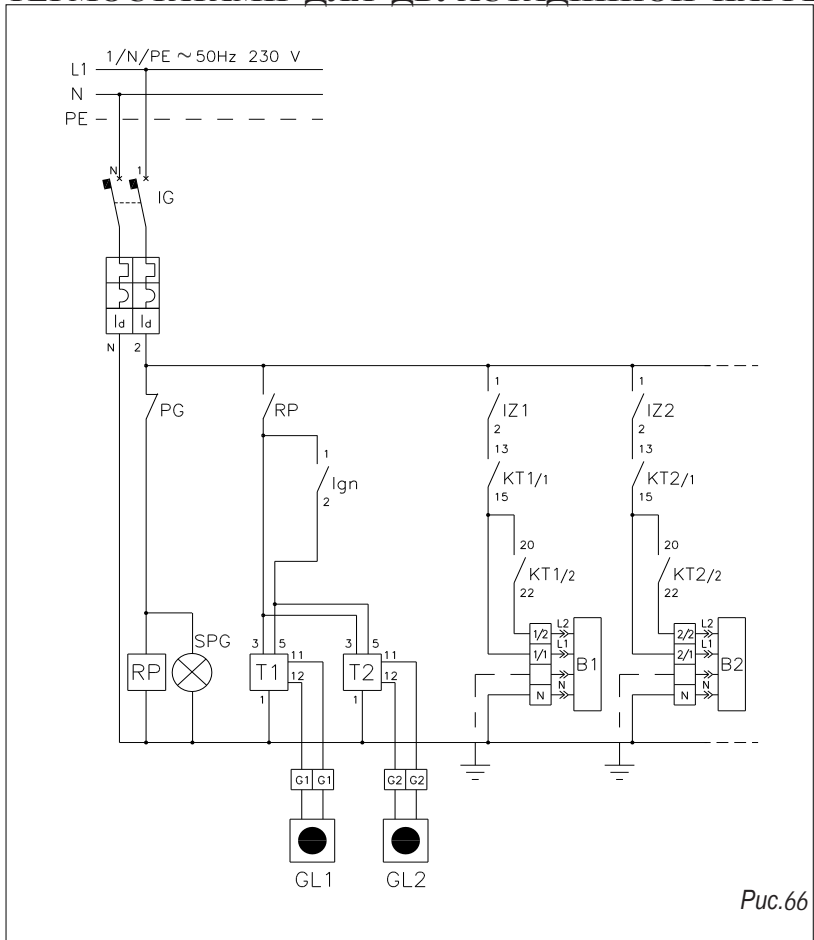 1/N/PE ~ 50Hz 230 V
L1
N
PE
N 1
IG
Id Id
N 2
PG
RP
1
Ign
2
1
IZ1
2
13
KT1/1
15
20
KT1/2
22
1
IZ2
2
13
KT2/1
15
20
KT2/2
22
SPG
RP
3 5
T1
11
12
1
3 5
T2
11
12
1
1/2 L2
1/1 L1
N N
B1
2/2 L2
2/1 L1
N N
B2
G1 G1
G2 G2
GL1
GL2
Рис.66